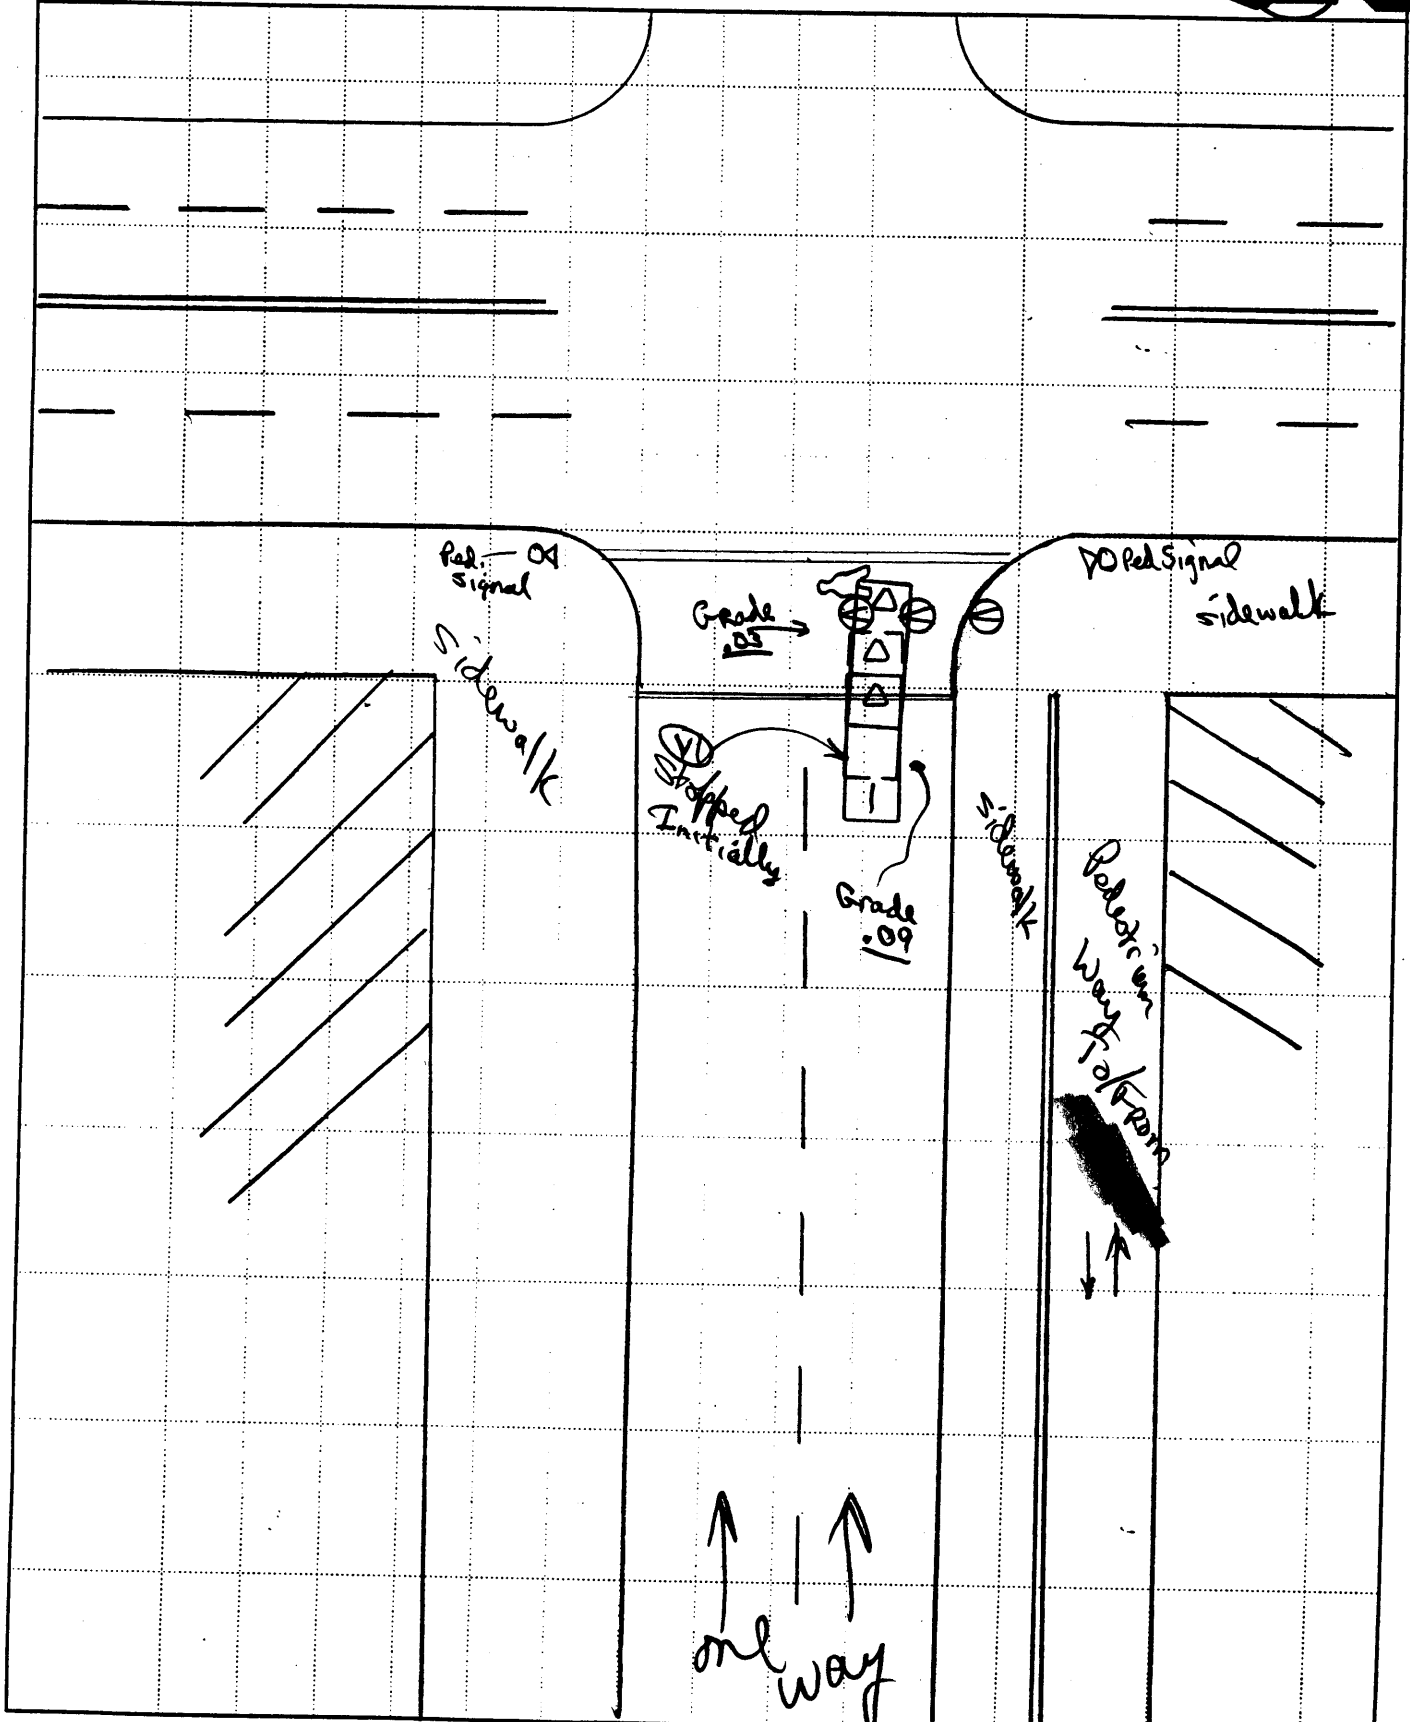 Ped.
signal
Ped Signal
sidewalk
Grade
.03
sidewalk
V1
Stopped
Initially
Grade
.09
sidewalk
Pedestrian
Way To/From
one way